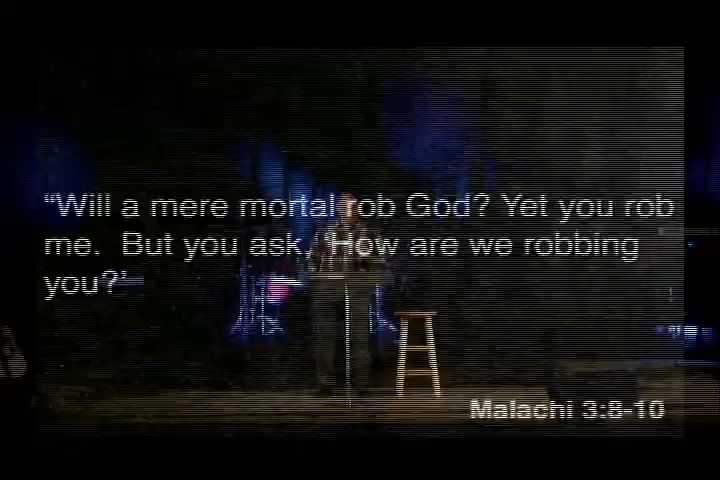 “Will a mere mortal rob God? Yet you rob
me.  But you ask, ‘How are we robbing
you?’
Malachi 3:8-10